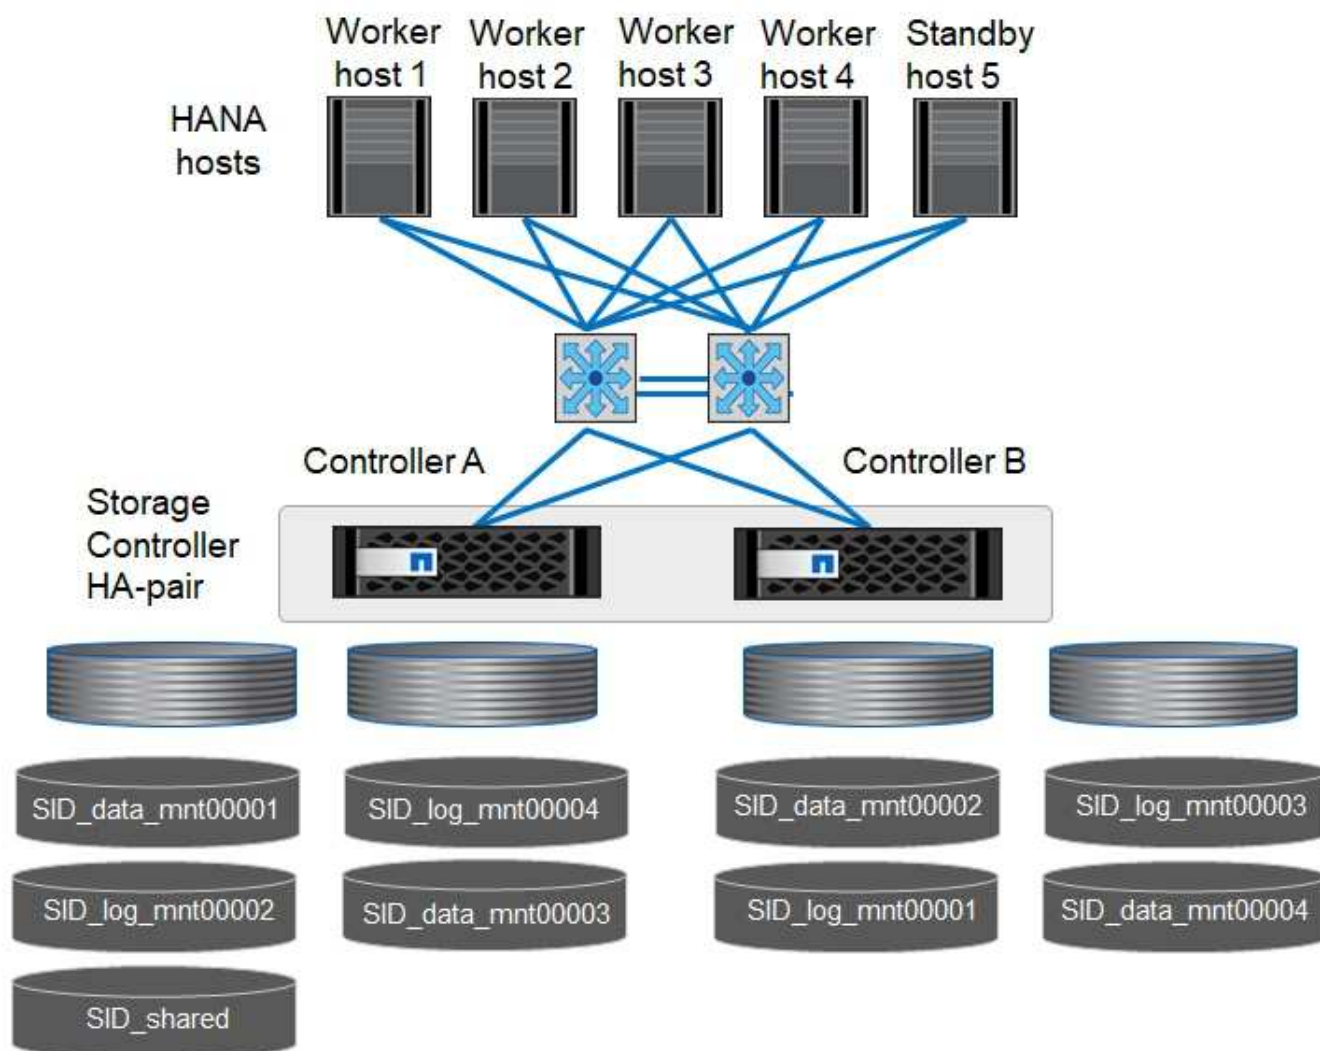 Worker
host 1
Worker
host 2
Worker
host 3
Worker
host 4
Standby
host 5
HANA
hosts
Controller A
Controller B
Storage
Controller
HA-pair
SID_data_mnt00001
SID_log_mnt00004
SID_data_mnt00002
SID_log_mnt00003
SID_log_mnt00002
SID_data_mnt00003
SID_log_mnt00001
SID_data_mnt00004
SID_shared